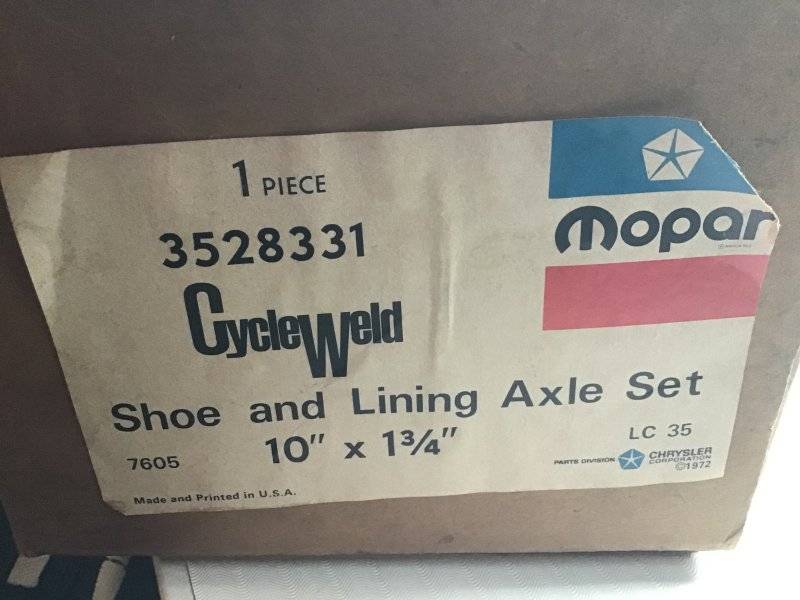 1 PIECE
3528331
CycleWeld
Shoe and Lining Axle Set
10" x 1¾"
7605
Made and Printed in U.S.A.
Mopar
LC 35
PARTS DIVISION
CHRYSLER
CORPORATION
©1972